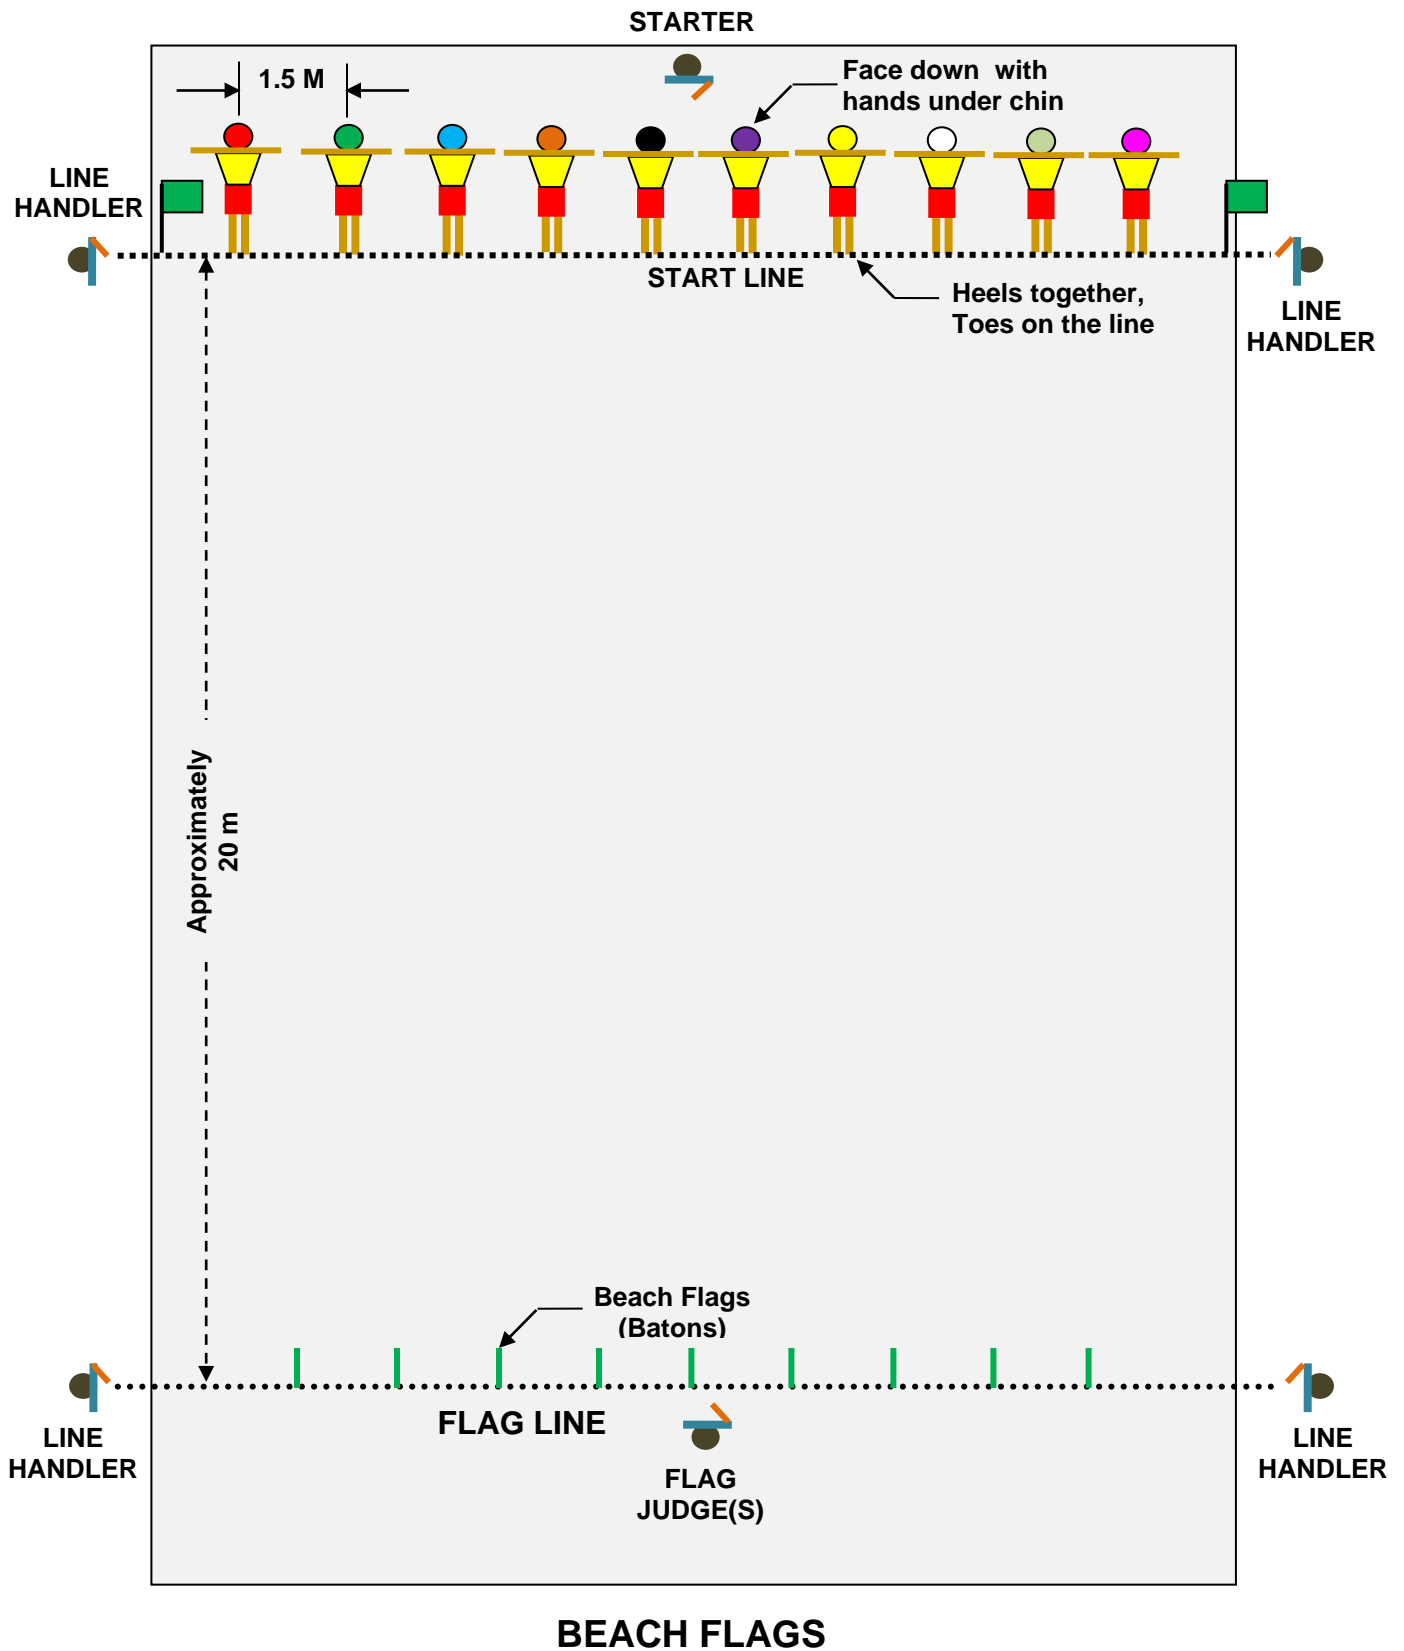 STARTER
1.5 M
Face down with
hands under chin
LINE
HANDLER
START LINE
Heels together,
Toes on the line
LINE
HANDLER
Approximately
20 m
Beach Flags
(Batons)
FLAG LINE
LINE
HANDLER
FLAG
JUDGE(S)
LINE
HANDLER
BEACH FLAGS